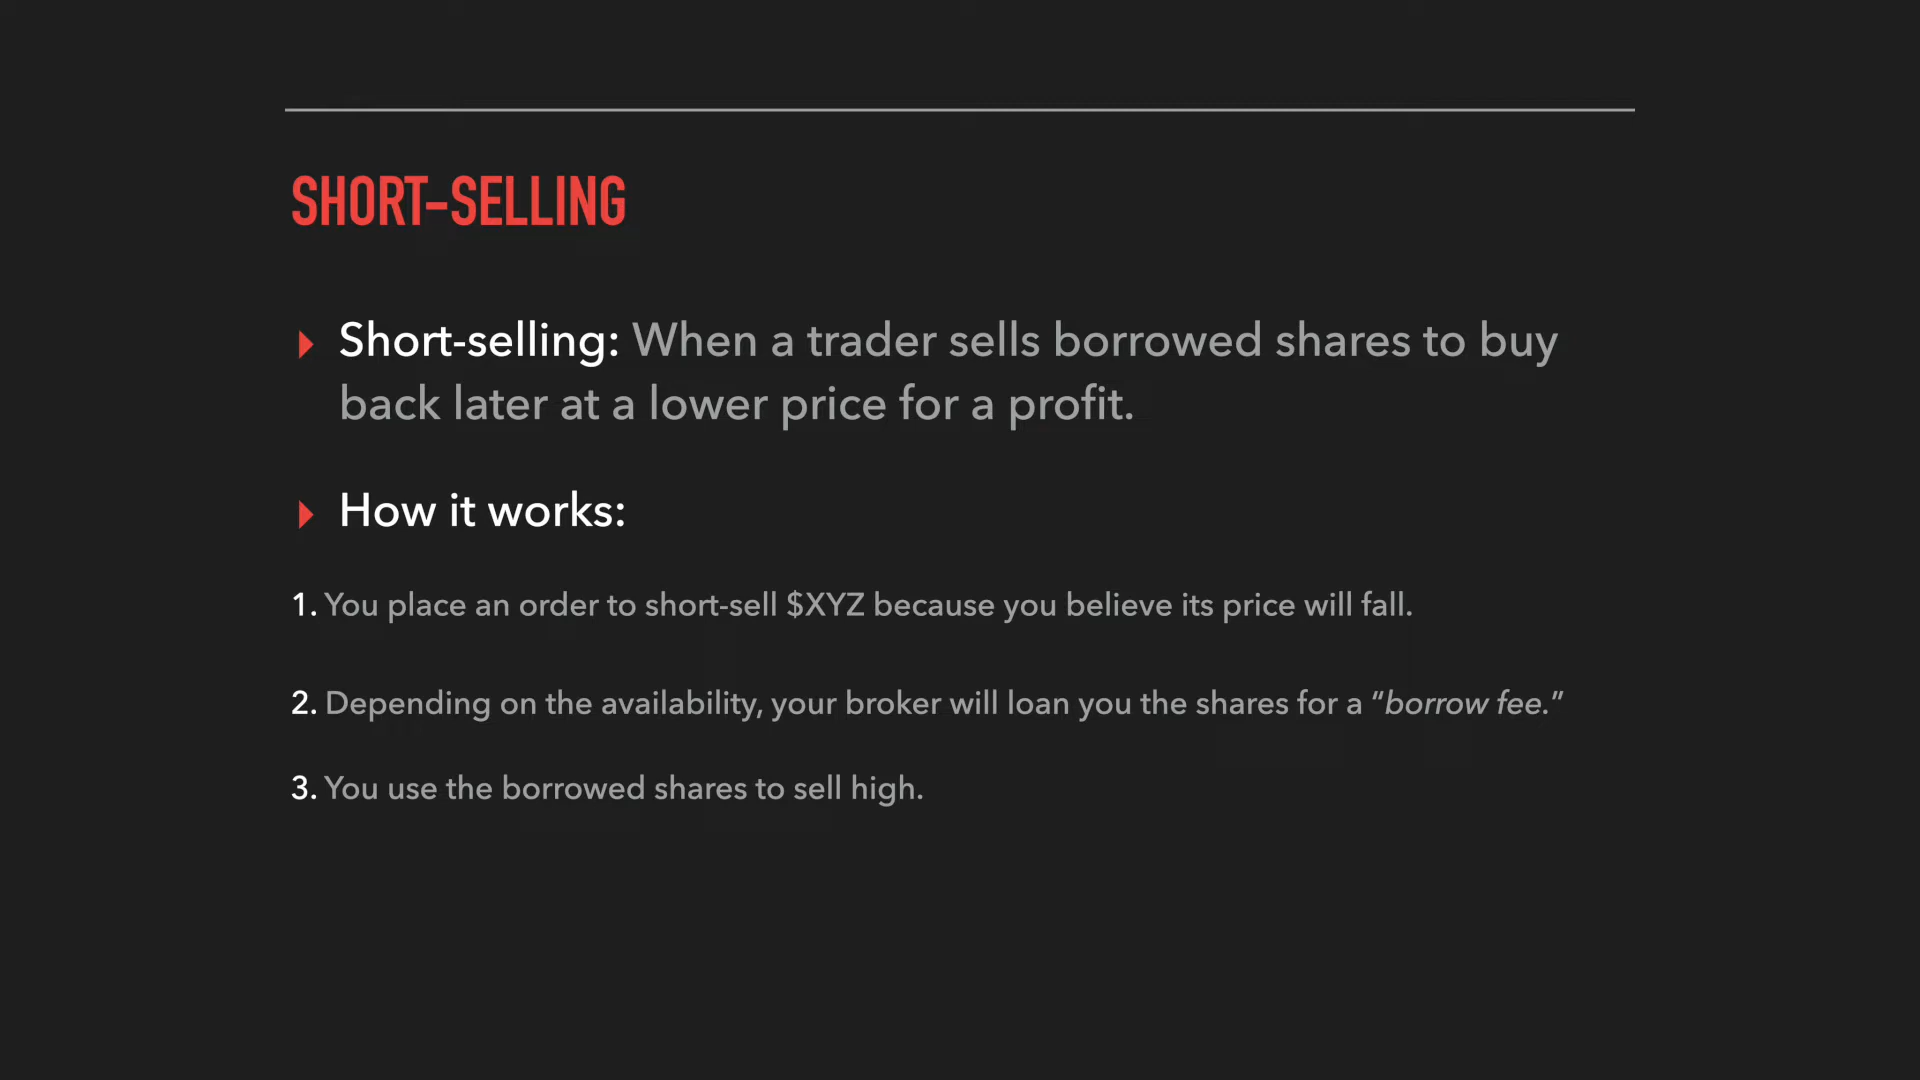 SHORT-SELLING
Short-selling: When a trader sells borrowed shares to buy
back later at a lower price for a profit.
How it works:
1. You place an order to short-sell $XYZ because you believe its price will fall.
2. Depending on the availability, your broker will loan you the shares for a “borrow fee.”
3. You use the borrowed shares to sell high.